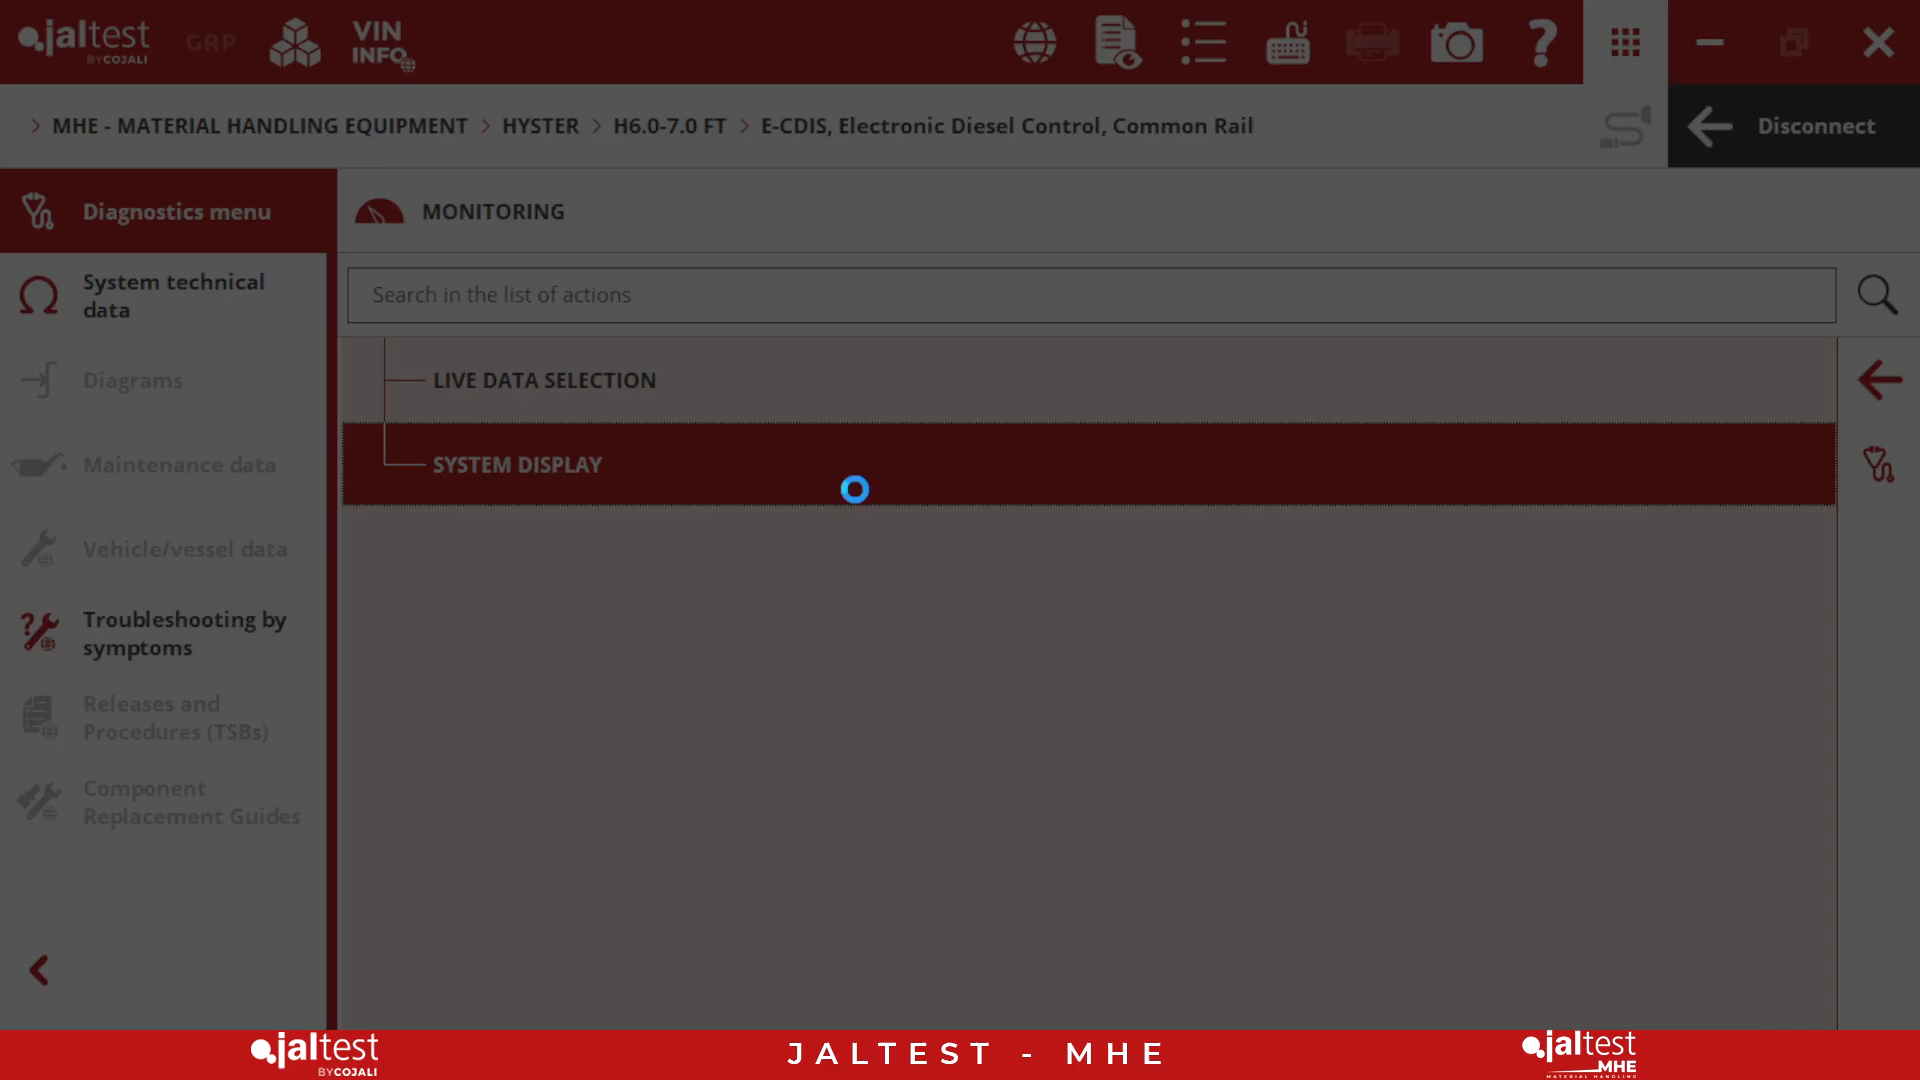 jaltest
BY COJALI
GRP
VIN
INFO
MHE - MATERIAL HANDLING EQUIPMENT
HYSTER
H6.0-7.0 FT
E-CDIS, Electronic Diesel Control, Common Rail
Disconnect
Diagnostics menu
MONITORING
System technical
data
Search in the list of actions
Diagrams
LIVE DATA SELECTION
Maintenance data
SYSTEM DISPLAY
Vehicle/vessel data
Troubleshooting by
symptoms
Releases and
Procedures (TSBs)
Component
Replacement Guides
jaltest
BY COJALI
JALTEST - MHE
jaltest
MHE
MATERIAL HANDLING